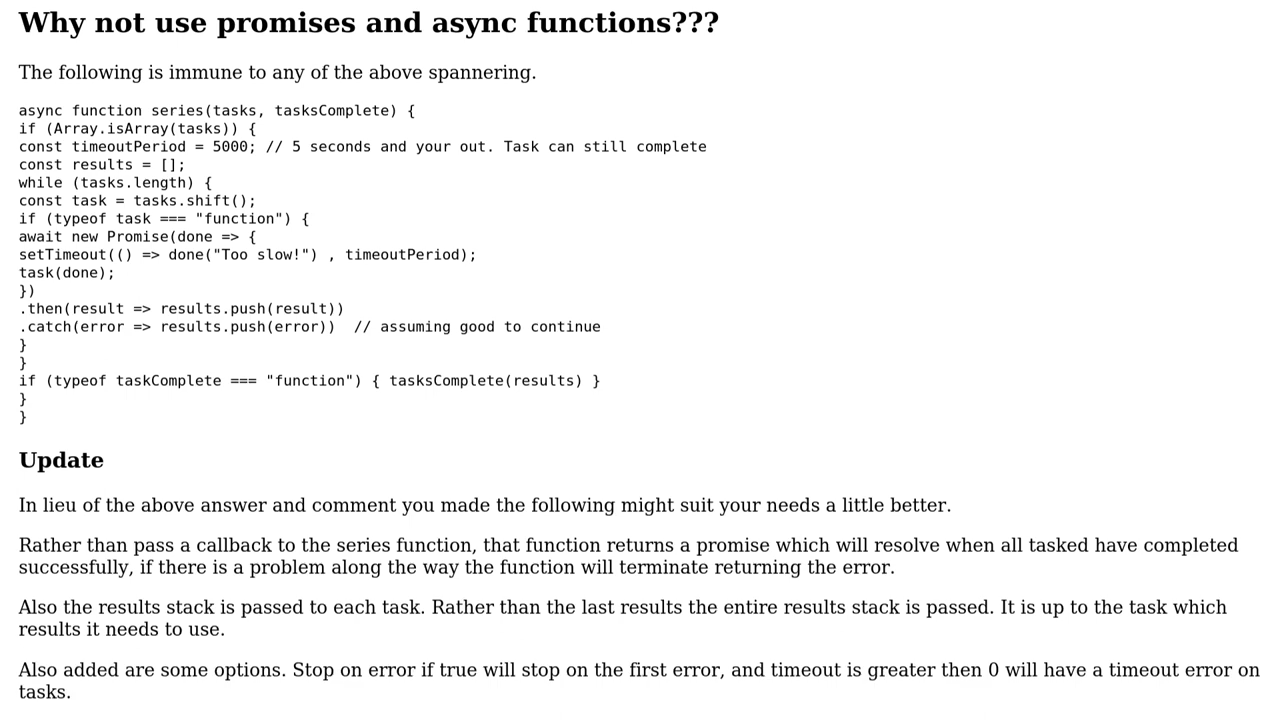 Why not use promises and async functions???
The following is immune to any of the above spannering.
async function series(tasks, tasksComplete) {
if (Array.isArray(tasks)) {
const timeoutPeriod = 5000; // 5 seconds and your out. Task can still complete
const results = [];
while (tasks.length) {
const task = tasks.shift();
if (typeof task === "function") {
await new Promise(done => {
setTimeout(() => done("Too slow!") , timeoutPeriod);
task(done);
})
.then(result => results.push(result))
.catch(error => results.push(error))  // assuming good to continue
}
}
if (typeof taskComplete === "function") { tasksComplete(results) }
}
}
Update
In lieu of the above answer and comment you made the following might suit your needs a little better.
Rather than pass a callback to the series function, that function returns a promise which will resolve when all tasked have completed
successfully, if there is a problem along the way the function will terminate returning the error.
Also the results stack is passed to each task. Rather than the last results the entire results stack is passed. It is up to the task which
results it needs to use.
Also added are some options. Stop on error if true will stop on the first error, and timeout is greater then 0 will have a timeout error on
tasks.